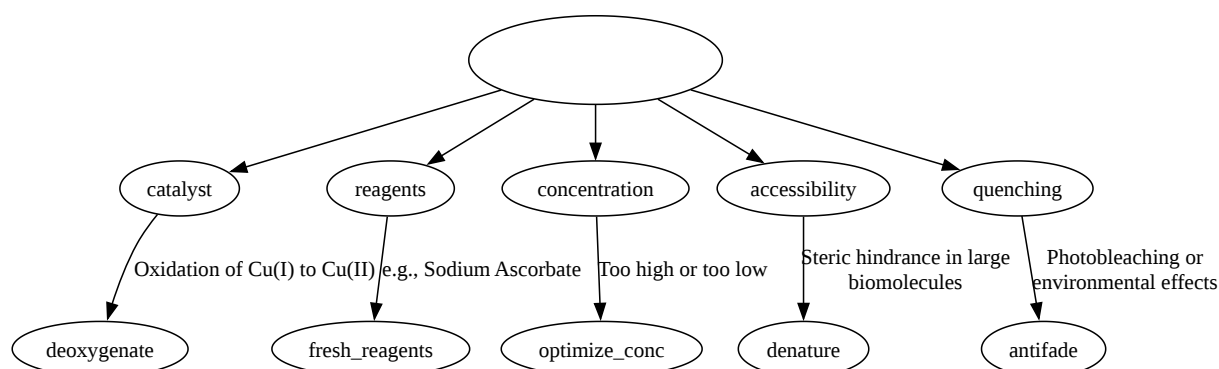 catalyst
reagents
concentration
accessibility
quenching
Oxidation of Cu(I) to Cu(II)
e.g., Sodium Ascorbate
Too high or too low
Steric hindrance in large
biomolecules
Photobleaching or
environmental effects
deoxygenate
fresh_reagents
optimize_conc
denature
antifade